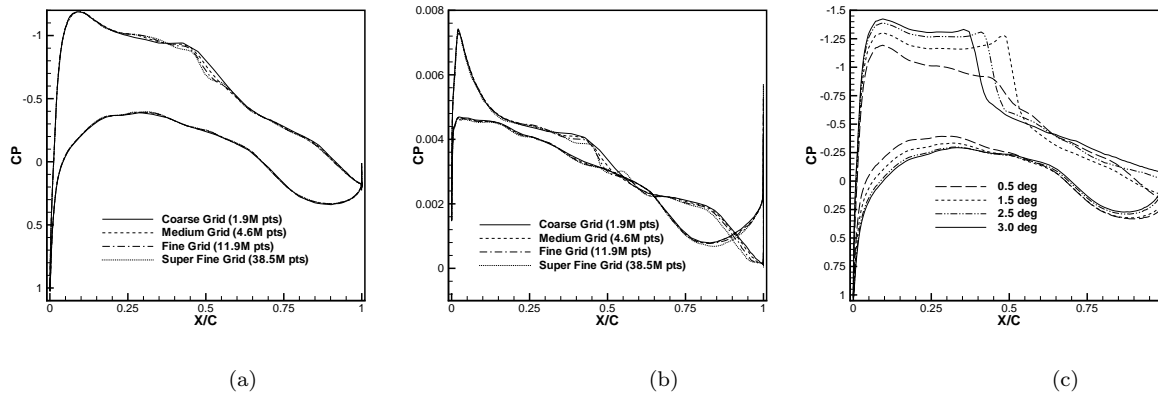 -1
-0.5
0
0.5
1
CP
0
0.25
0.5
0.75
1
X/C
Coarse Grid (1.9M pts)
Medium Grid (4.6M pts)
Fine Grid (11.9M pts)
Super Fine Grid (38.5M pts)
(a)
0.008
0.006
0.004
0.002
0
CP
0
0.25
0.5
0.75
1
X/C
Coarse Grid (1.9M pts)
Medium Grid (4.6M pts)
Fine Grid (11.9M pts)
Super Fine Grid (38.5M pts)
(b)
-1.5
-1.25
-1
-0.75
-0.5
-0.25
0
0.25
0.5
0.75
1
CP
0
0.25
0.5
0.75
X/C
0.5 deg
1.5 deg
2.5 deg
3.0 deg
(c)